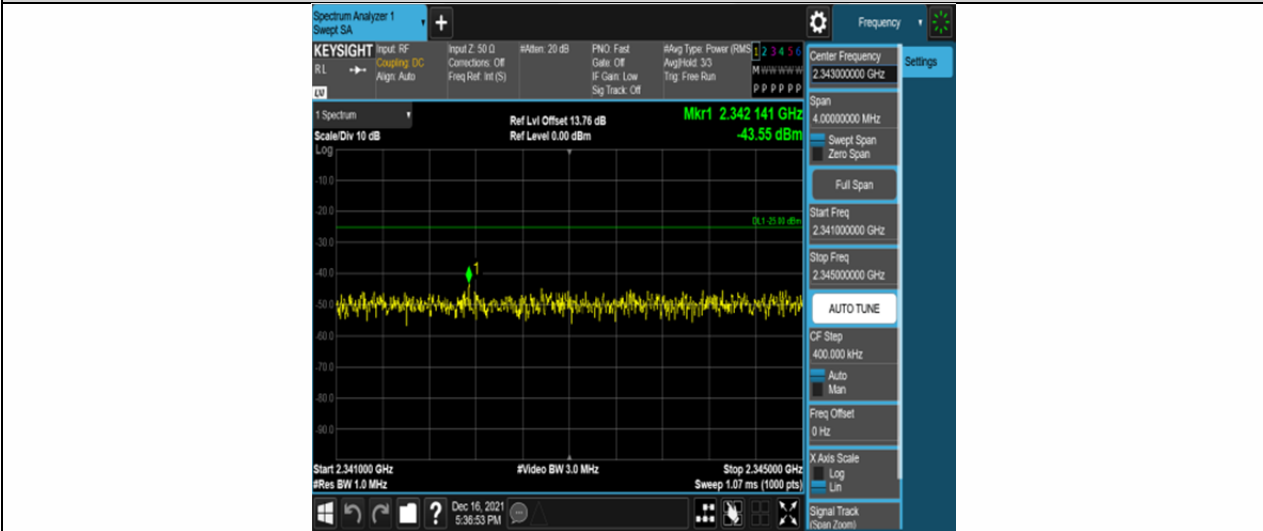 Spectrum Analyzer 1
Swept SA
+
Frequency
KEYSIGHT
Input: RF
Coupling: DC
Align: Auto
RL
LV
Input Z: 50 Ω
Corrections: Off
Freq Ref: Int (S)
#Atten: 20 dB
PNO: Fast
Gate: Off
IF Gain: Low
Sig Track: Off
#Avg Type: Power (RMS
Avg|Hold: 3/3
Trig: Free Run
1 2 3 4 5 6
M W W W W W
P P P P P P
1 Spectrum
Scale/Div 10 dB
Log
Ref Lvl Offset 13.76 dB
Ref Level 0.00 dBm
Mkr1 2.342 141 GHz
-43.55 dBm
-10.0
-20.0
DL1 -25.00 dBm
-30.0
1
-40.0
-50.0
-60.0
-70.0
-80.0
-90.0
Start 2.341000 GHz
#Res BW 1.0 MHz
#Video BW 3.0 MHz
Stop 2.345000 GHz
Sweep 1.07 ms (1000 pts)
Center Frequency
2.343000000 GHz
Settings
Span
4.00000000 MHz
Swept Span
Zero Span
Full Span
Start Freq
2.341000000 GHz
Stop Freq
2.345000000 GHz
AUTO TUNE
CF Step
400.000 kHz
Auto
Man
Freq Offset
0 Hz
X Axis Scale
Log
Lin
Signal Track
(Span Zoom)
?
Dec 16, 2021
5:36:53 PM